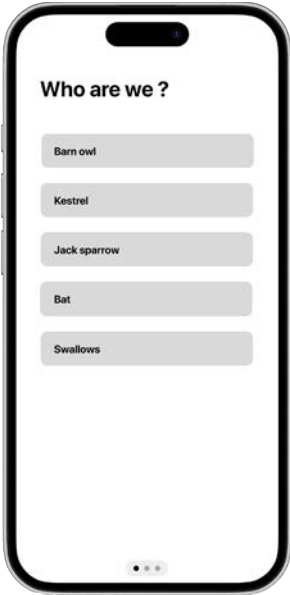 Who are we ?
Barn owl
Kestrel
Jack sparrow
Bat
Swallows